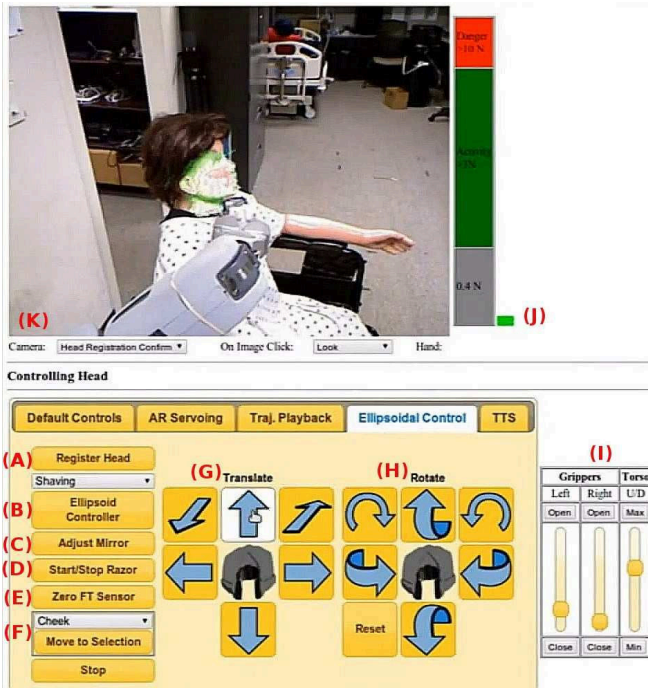 Danger
>10 N
Activity
0.4 N
(K)
(J)
Camera: Head Registration Confirm On Image Click: Look Hand:
Controlling Head
Default Controls AR Servoing Traj. Playback Ellipsoidal Control TTS
(A) Register Head
Shaving
(B) Ellipsoid
Controller
(C) Adjust Mirror
(D) Start/Stop Razor
(E) Zero FT Sensor
Cheek
(F) Move to Selection
Stop
(G) Translate
(H) Rotate
Reset
(I)
Grippers Torso
Left Right U/D
Open Open Max
Close Close Min